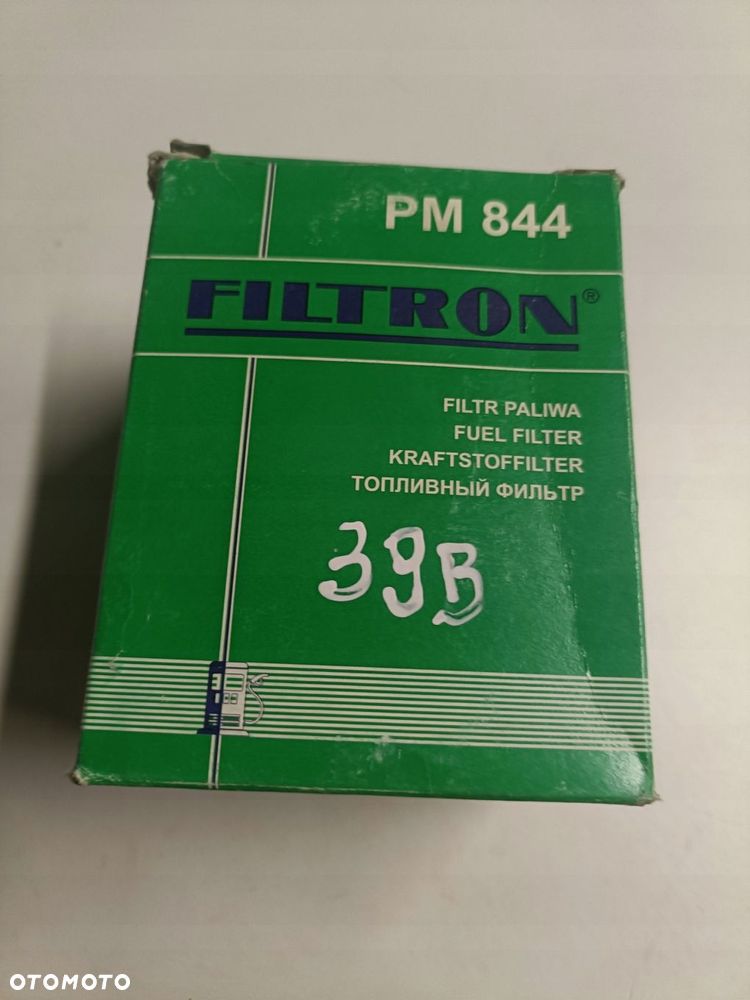 PM 844
FILTRON®
FILTR PALIWA
FUEL FILTER
KRAFTSTOFFILTER
ТОПЛИВНЫЙ ФИЛЬТР
39B
OTOMOTO